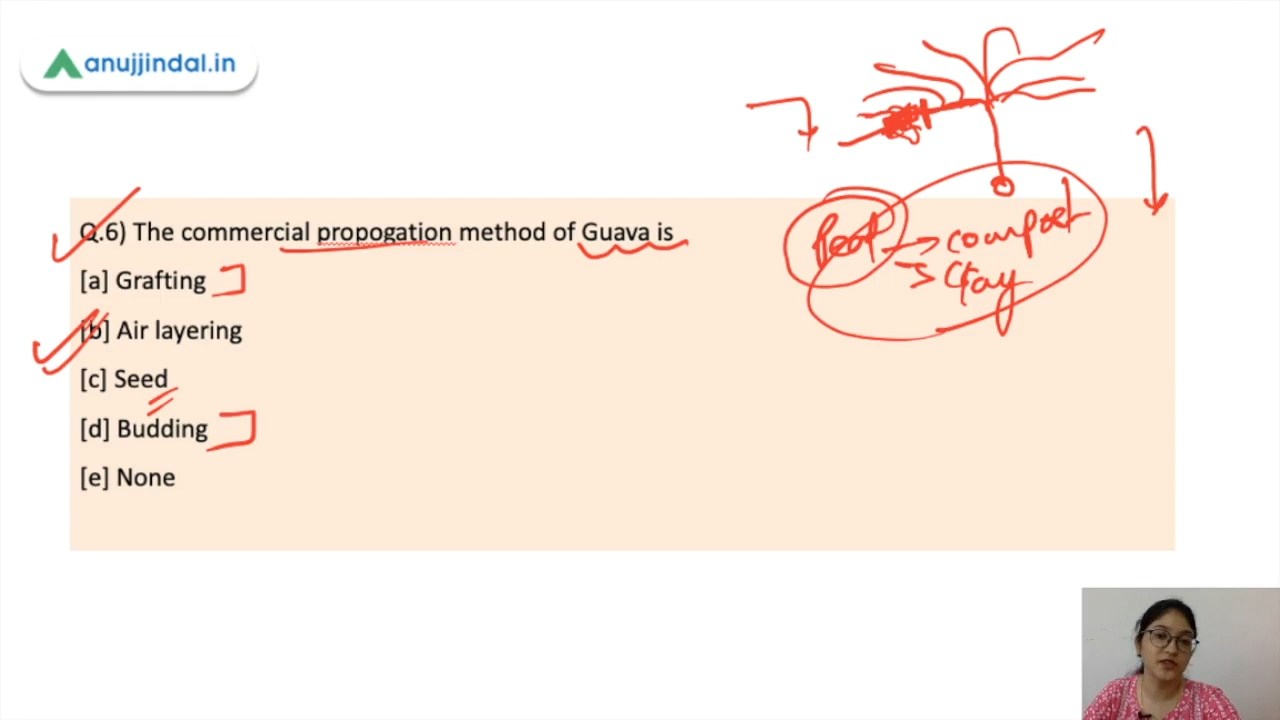 anujjindal.in
Q.6) The commercial propogation method of Guava is
[a] Grafting
[b] Air layering
[c] Seed
[d] Budding
[e] None
Peat → compost
→ Clay